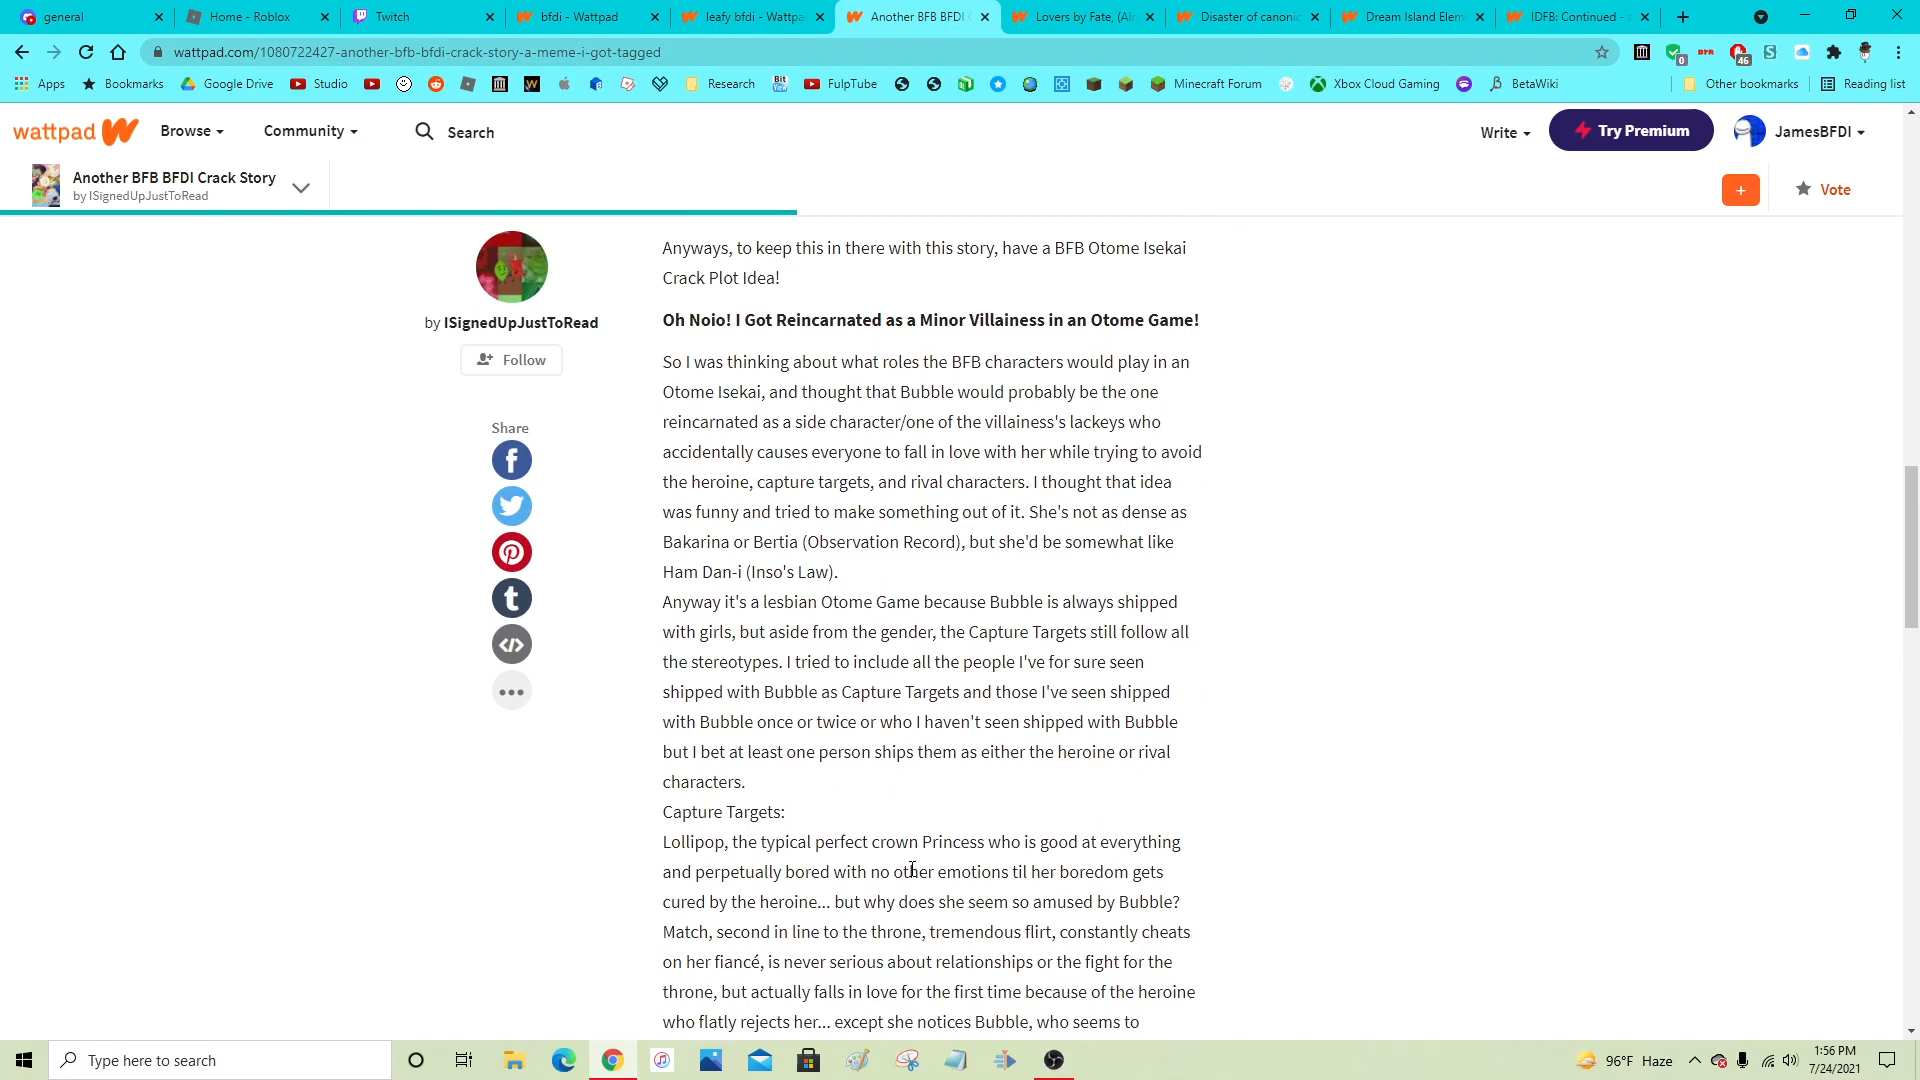 general
Home - Roblox
Twitch
bfdi - Wattpad
leafy bfdi - Wattpa
Another BFB BFDI C
Lovers by Fate, (Al
Disaster of canonic
Dream Island Elem
IDFB: Continued -
wattpad.com/1080722427-another-bfb-bfdi-crack-story-a-meme-i-got-tagged
0
46
Apps
Bookmarks
Google Drive
Studio
Research
FulpTube
Minecraft Forum
Xbox Cloud Gaming
BetaWiki
Other bookmarks
Reading list
wattpad
Browse
Community
Search
Write
Try Premium
JamesBFDI
Another BFB BFDI Crack Story
by ISignedUpJustToRead
+
Vote
by ISignedUpJustToRead
Follow
Share
Anyways, to keep this in there with this story, have a BFB Otome Isekai
Crack Plot Idea!
Oh Noio! I Got Reincarnated as a Minor Villainess in an Otome Game!
So I was thinking about what roles the BFB characters would play in an
Otome Isekai, and thought that Bubble would probably be the one
reincarnated as a side character/one of the villainess's lackeys who
accidentally causes everyone to fall in love with her while trying to avoid
the heroine, capture targets, and rival characters. I thought that idea
was funny and tried to make something out of it. She's not as dense as
Bakarina or Bertia (Observation Record), but she'd be somewhat like
Ham Dan-i (Inso's Law).
Anyway it's a lesbian Otome Game because Bubble is always shipped
with girls, but aside from the gender, the Capture Targets still follow all
the stereotypes. I tried to include all the people I've for sure seen
shipped with Bubble as Capture Targets and those I've seen shipped
with Bubble once or twice or who I haven't seen shipped with Bubble
but I bet at least one person ships them as either the heroine or rival
characters.
Capture Targets:
Lollipop, the typical perfect crown Princess who is good at everything
and perpetually bored with no other emotions til her boredom gets
cured by the heroine... but why does she seem so amused by Bubble?
Match, second in line to the throne, tremendous flirt, constantly cheats
on her fiancé, is never serious about relationships or the fight for the
throne, but actually falls in love for the first time because of the heroine
who flatly rejects her... except she notices Bubble, who seems to
Type here to search
96°F Haze
1:56 PM
7/24/2021